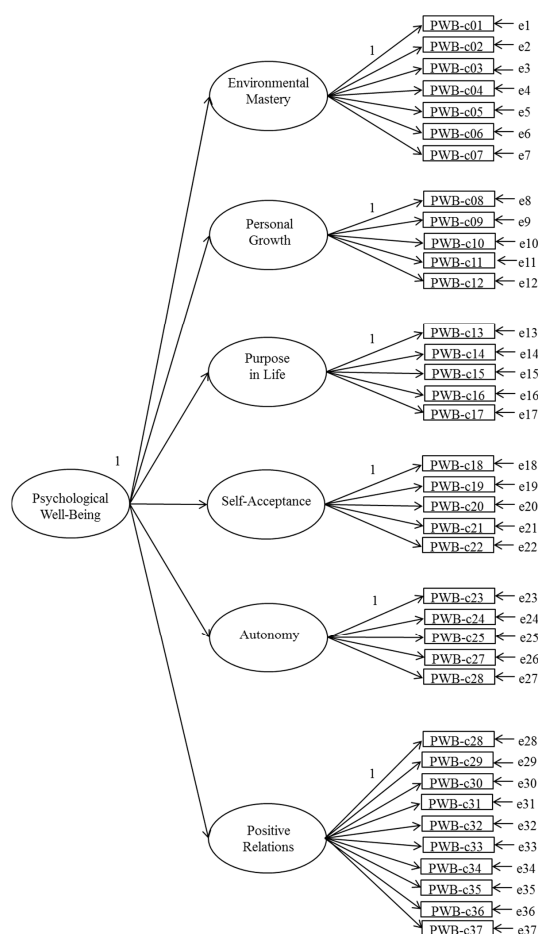 PWB-c01 e1
1 PWB-c02 e2
PWB-c03 e3
Environmental
Mastery
PWB-c04 e4
PWB-c05 e5
PWB-c06 e6
PWB-c07 e7
PWB-c08 e8
1 PWB-c09 e9
Personal
Growth
PWB-c10 e10
PWB-c11 e11
PWB-c12 e12
PWB-c13 e13
1 PWB-c14 e14
Purpose
in Life
PWB-c15 e15
PWB-c16 e16
PWB-c17 e17
1
Psychological
Well-Being
PWB-c18 e18
1 PWB-c19 e19
Self-Acceptance
PWB-c20 e20
PWB-c21 e21
PWB-c22 e22
PWB-c23 e23
1 PWB-c24 e24
Autonomy
PWB-c25 e25
PWB-c27 e26
PWB-c28 e27
PWB-c28 e28
PWB-c29 e29
1 PWB-c30 e30
PWB-c31 e31
PWB-c32 e32
Positive
Relations
PWB-c33 e33
PWB-c34 e34
PWB-c35 e35
PWB-c36 e36
PWB-c37 e37